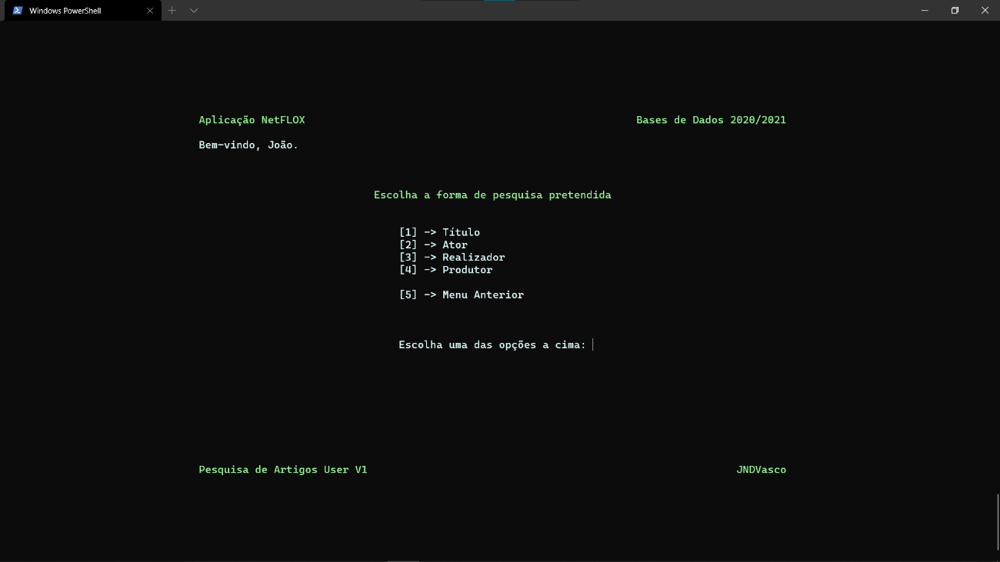 Windows PowerShell
Aplicação NetFLOX
Bases de Dados 2020/2021
Bem-vindo, João.
Escolha a forma de pesquisa pretendida
[1] -> Título
[2] -> Ator
[3] -> Realizador
[4] -> Produtor
[5] -> Menu Anterior
Escolha uma das opções a cima:
Pesquisa de Artigos User V1
JNDVasco